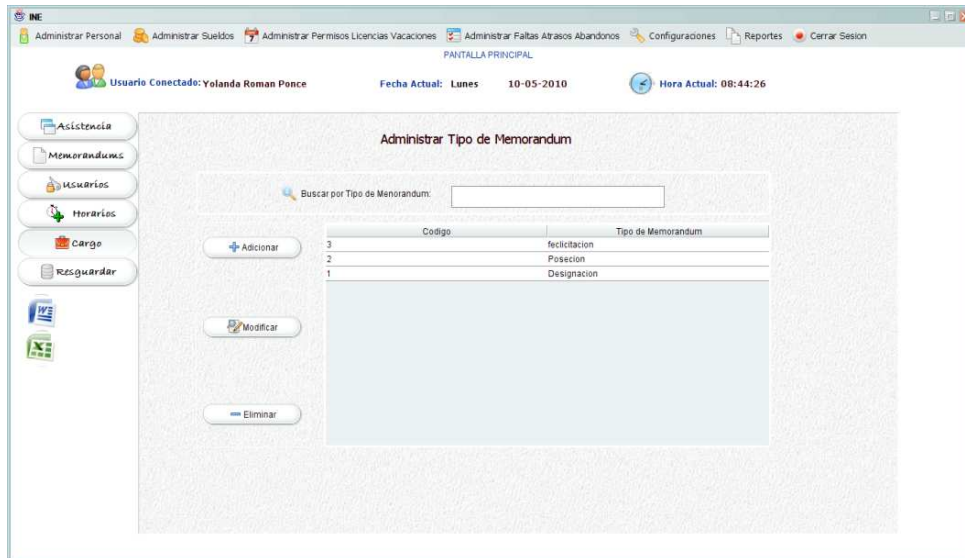 INE
Administrar Personal Administrar Sueldos Administrar Permisos Licencias Vacaciones Administrar Faltas Atrasos Abandonos Configuraciones Reportes Cerrar Sesion
PANTALLA PRINCIPAL
Usuario Conectado: Yolanda Roman Ponce Fecha Actual: Lunes 10-05-2010 Hora Actual: 08:44:26
Asistencia
Memorandums
Usuarios
Horarios
Cargo
Resguardar
Administrar Tipo de Memorandum
Buscar por Tipo de Menorandum:
Adicionar
Modificar
Eliminar
Codigo Tipo de Memorandum
3 feclicitacion
2 Posecion
1 Designacion